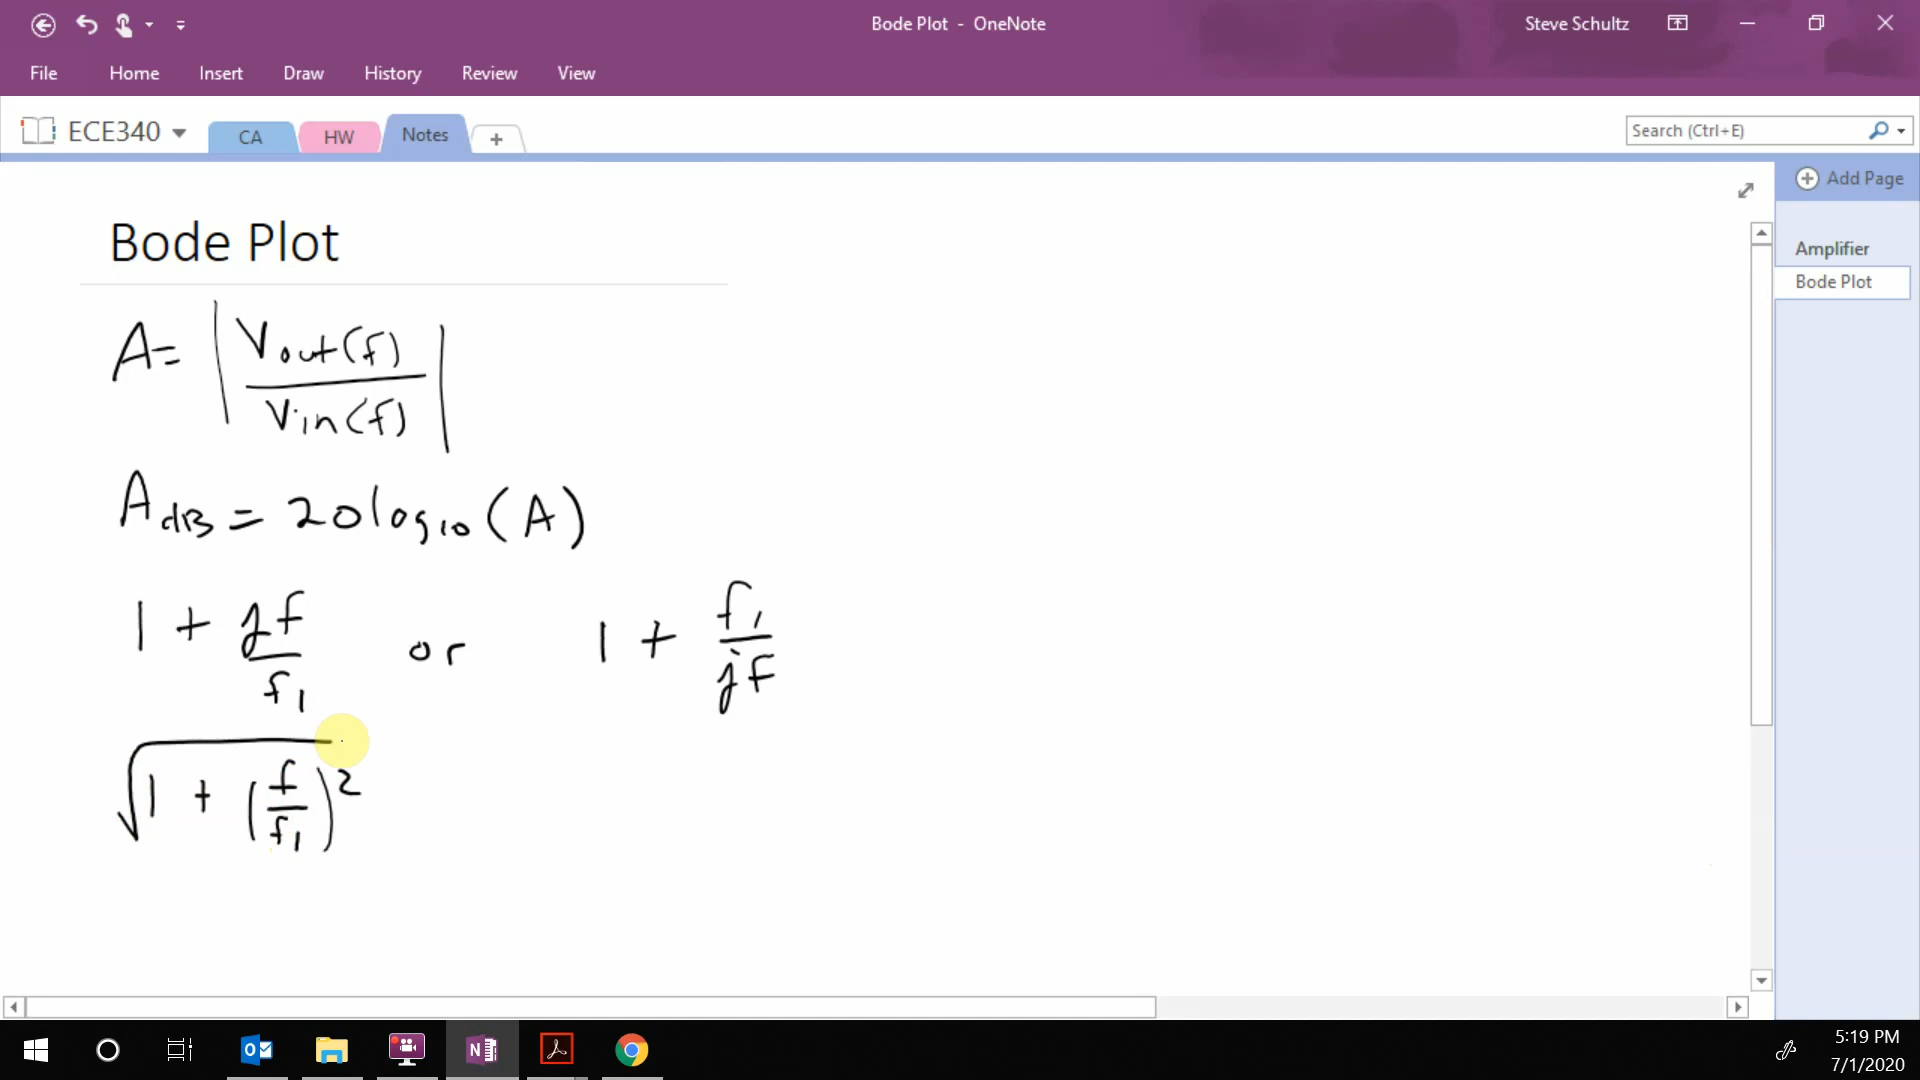 Bode Plot - OneNote
Steve Schultz
File Home Insert Draw History Review View
ECE340 CA HW Notes +
Search (Ctrl+E)
Add Page
Amplifier
Bode Plot
Bode Plot
A = | Vout(f) / Vin(f) |
AdB = 20log10(A)
1 + jf/f1 or 1 + f1/jf
√1 + (f/f1)²
5:19 PM
7/1/2020